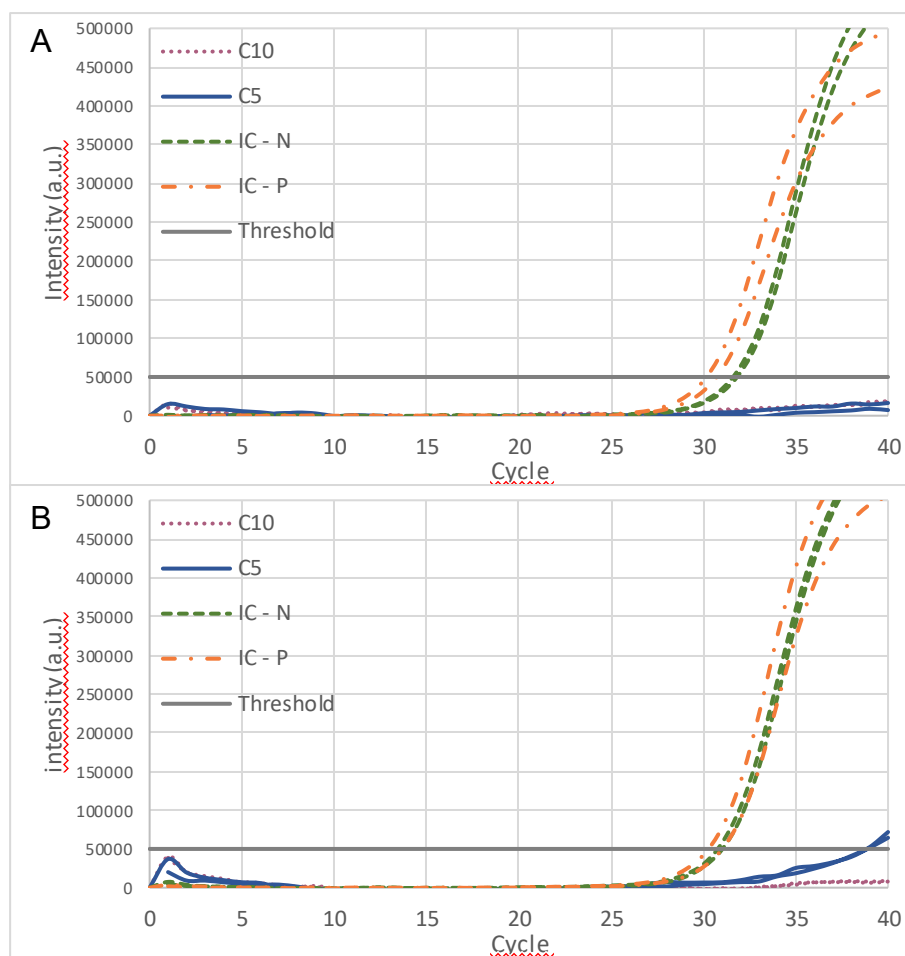 A
500000
450000
400000
350000
300000
250000
200000
150000
100000
50000
0
Intensity (a.u.)
C10
C5
IC - N
IC - P
Threshold
0 5 10 15 20 25 30 35 40
Cycle
B
500000
450000
400000
350000
300000
250000
200000
150000
100000
50000
0
intensity (a.u.)
C10
C5
IC - N
IC - P
Threshold
0 5 10 15 20 25 30 35 40
Cycle